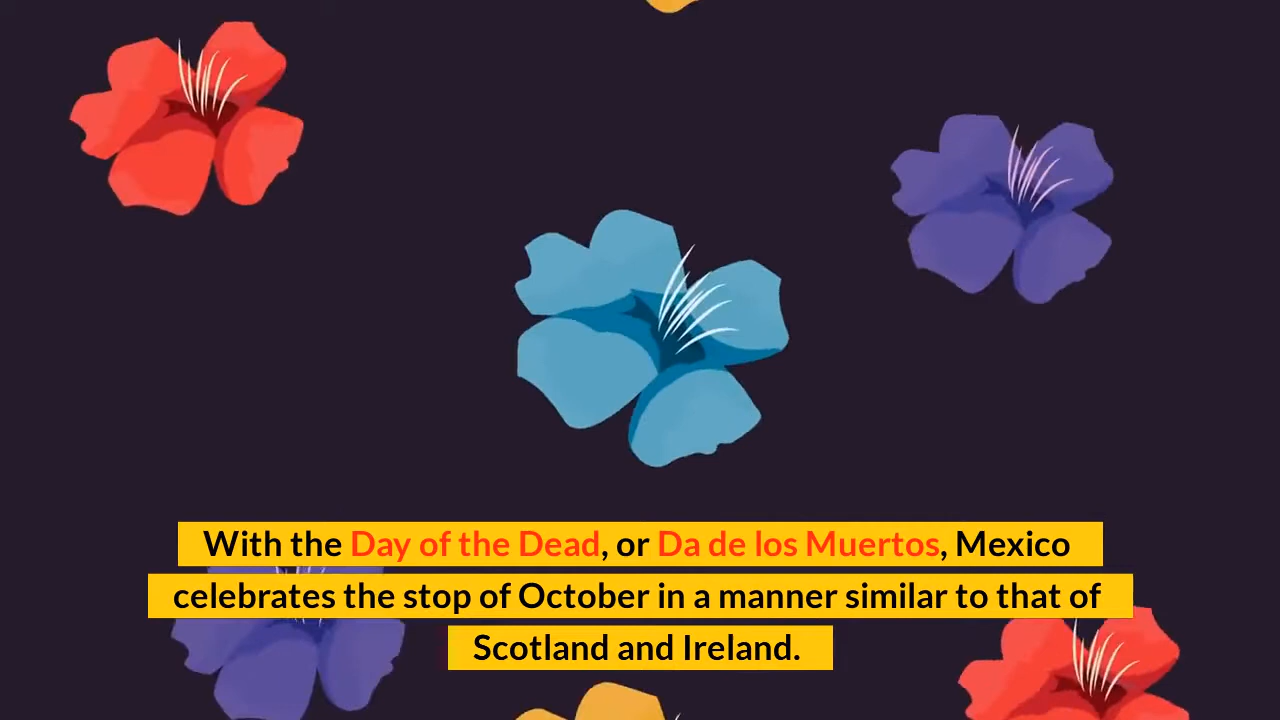 With the Day of the Dead, or Da de los Muertos, Mexico
celebrates the stop of October in a manner similar to that of
Scotland and Ireland.